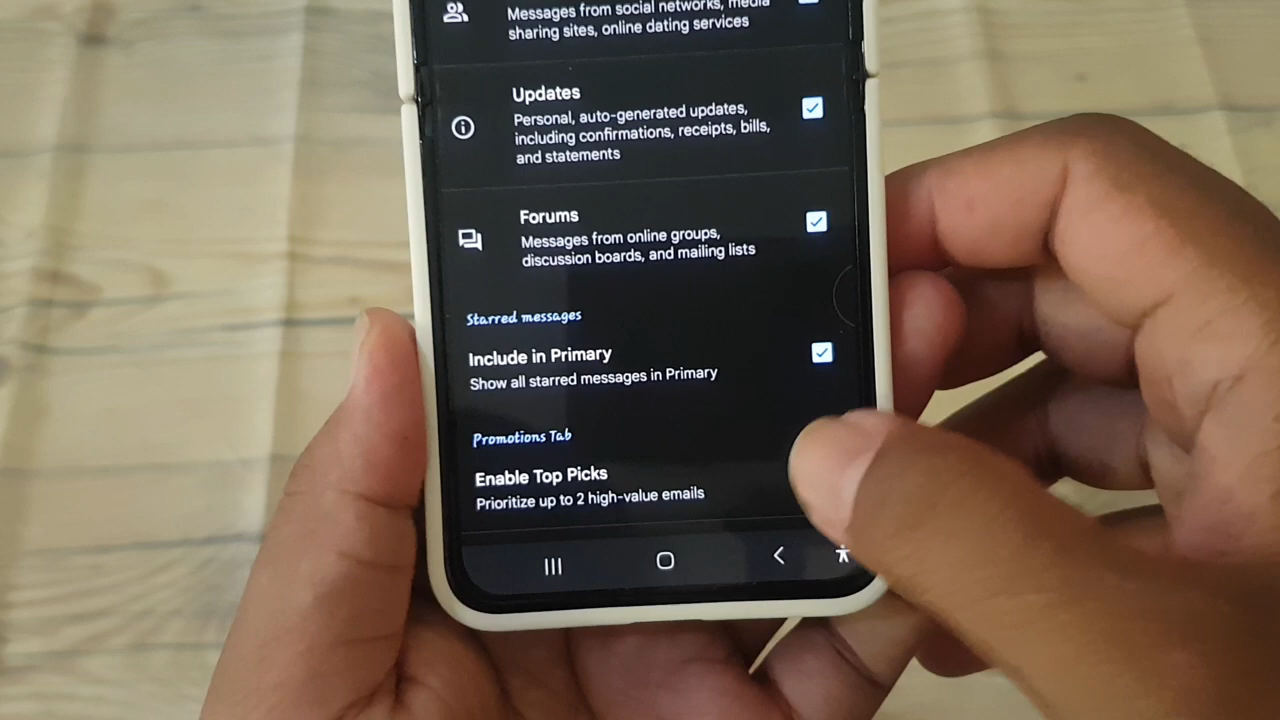 Messages from social networks, media
sharing sites, online dating services
Updates
Personal, auto-generated updates,
including confirmations, receipts, bills,
and statements
Forums
Messages from online groups,
discussion boards, and mailing lists
Starred messages
Include in Primary
Show all starred messages in Primary
Promotions Tab
Enable Top Picks
Prioritize up to 2 high-value emails